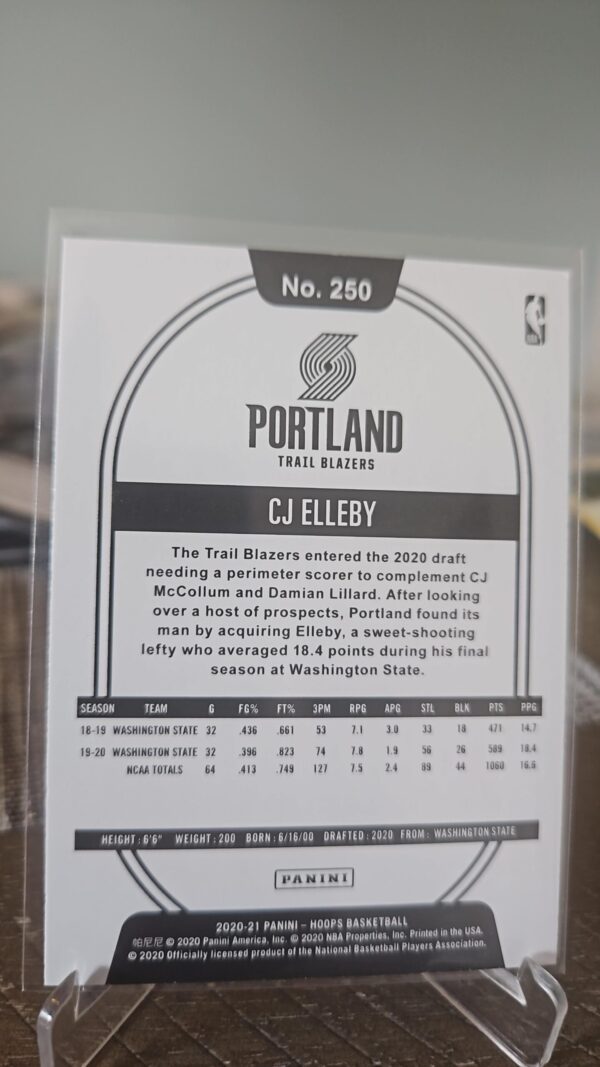 No. 250
PORTLAND
TRAIL BLAZERS
CJ ELLEBY
The Trail Blazers entered the 2020 draft
needing a perimeter scorer to complement CJ
McCollum and Damian Lillard. After looking
over a host of prospects, Portland found its
man by acquiring Elleby, a sweet-shooting
lefty who averaged 18.4 points during his final
season at Washington State.
SEASON TEAM G FG% FT% 3PM RPG APG STL BLK PTS PPG
18-19 WASHINGTON STATE 32 .436 .661 53 7.1 3.0 33 18 471 14.7
19-20 WASHINGTON STATE 32 .396 .823 74 7.8 1.9 56 26 589 18.4
NCAA TOTALS 64 .413 .749 127 7.5 2.4 89 44 1060 16.6
HEIGHT: 6'6" WEIGHT: 200 BORN: 6/16/00 DRAFTED: 2020 FROM: WASHINGTON STATE
PANINI
2020-21 PANINI – HOOPS BASKETBALL
帕尼尼 © 2020 Panini America, Inc. © 2020 NBA Properties, Inc. Printed in the USA.
© 2020 Officially licensed product of the National Basketball Players Association.